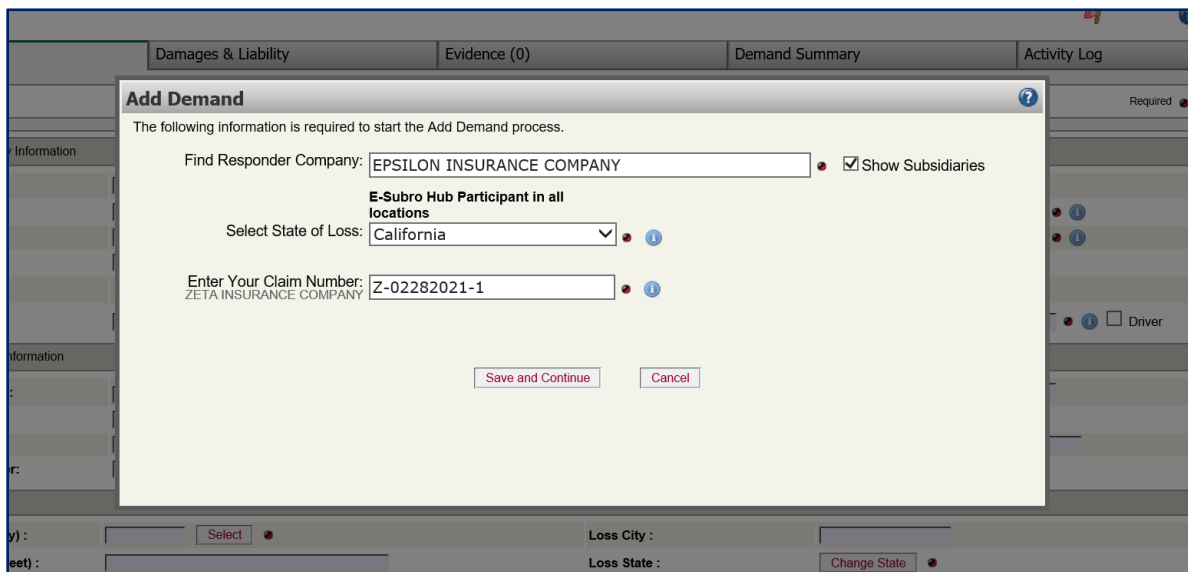 Damages & Liability Evidence (0) Demand Summary Activity Log
Add Demand
Required
The following information is required to start the Add Demand process.
Information
Find Responder Company: EPSILON INSURANCE COMPANY Show Subsidiaries
E-Subro Hub Participant in all
locations
Select State of Loss: California
Enter Your Claim Number: Z-02282021-1
ZETA INSURANCE COMPANY
Driver
nformation
Save and Continue Cancel
r:
y) : Select Loss City :
eet) : Loss State : Change State